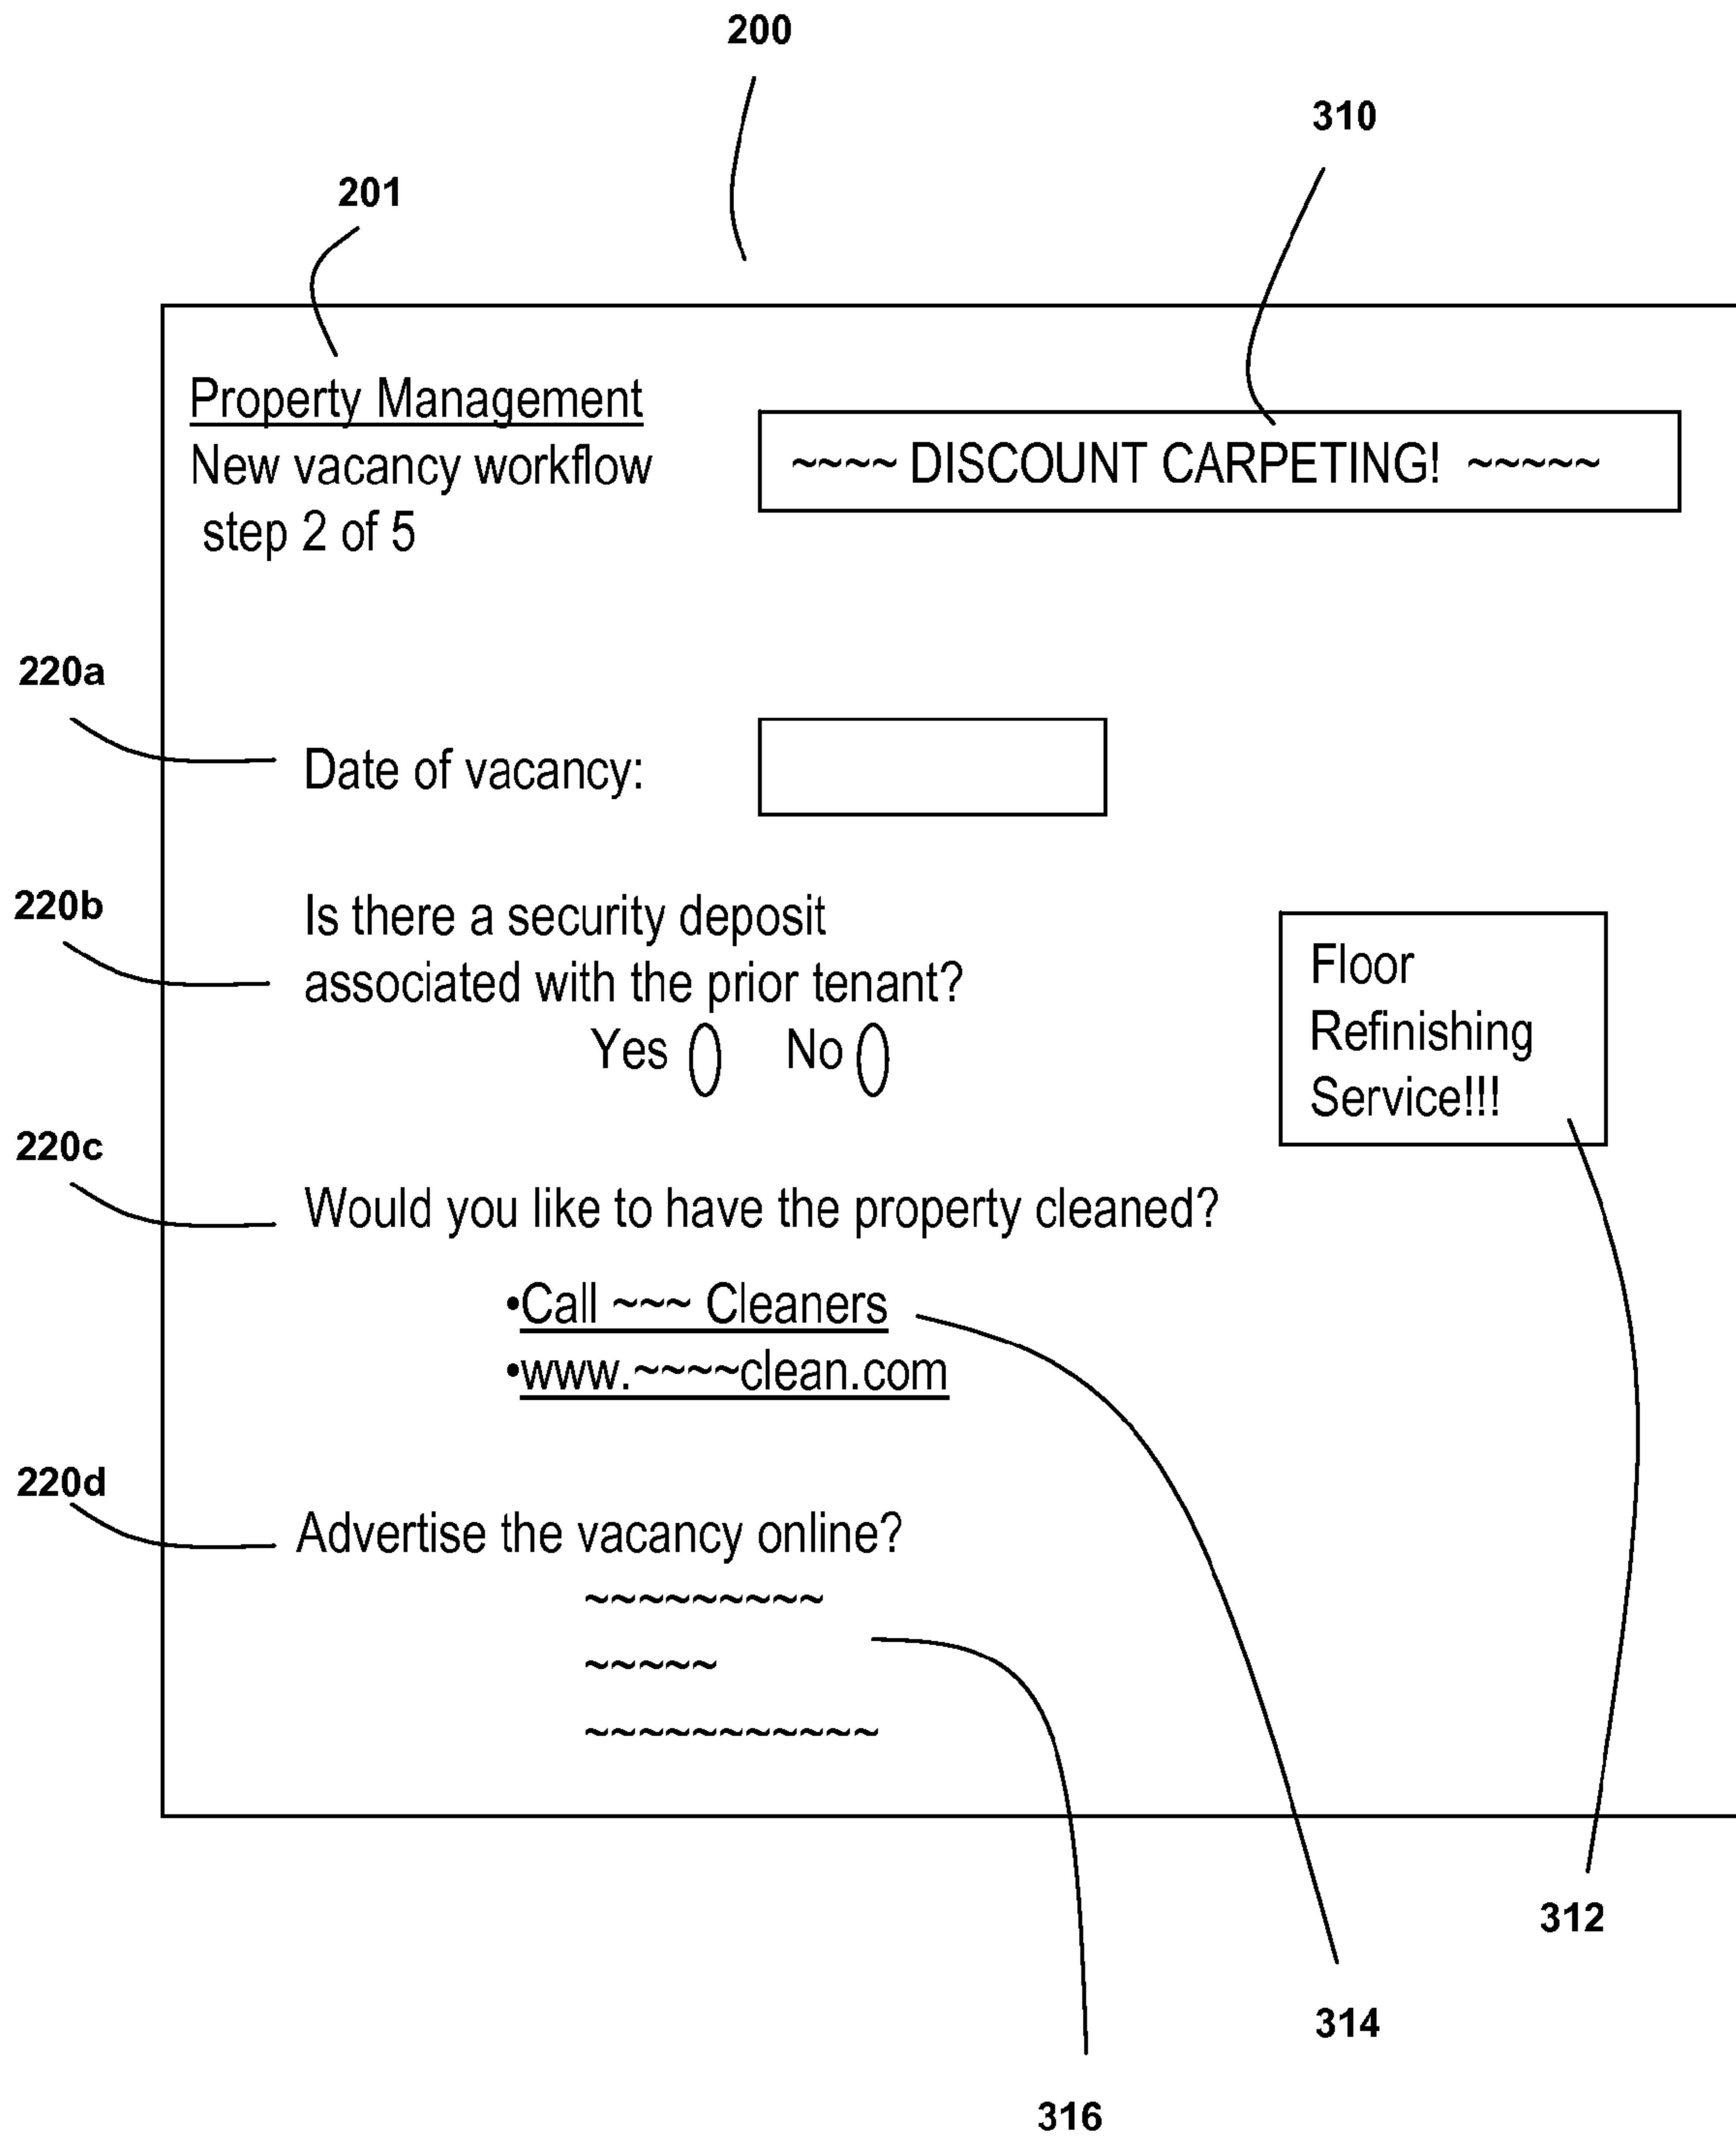 200
310
201
Property Management
New vacancy workflow
step 2 of 5
~~~~ DISCOUNT CARPETING! ~~~~~
220a
Date of vacancy:
220b
Is there a security deposit
associated with the prior tenant?
Yes No
Floor
Refinishing
Service!!!
220c
Would you like to have the property cleaned?
•Call ~~~ Cleaners
•www.~~~~clean.com
220d
Advertise the vacancy online?
~~~~~~~~~
~~~~~
~~~~~~~~~~~
312
314
316